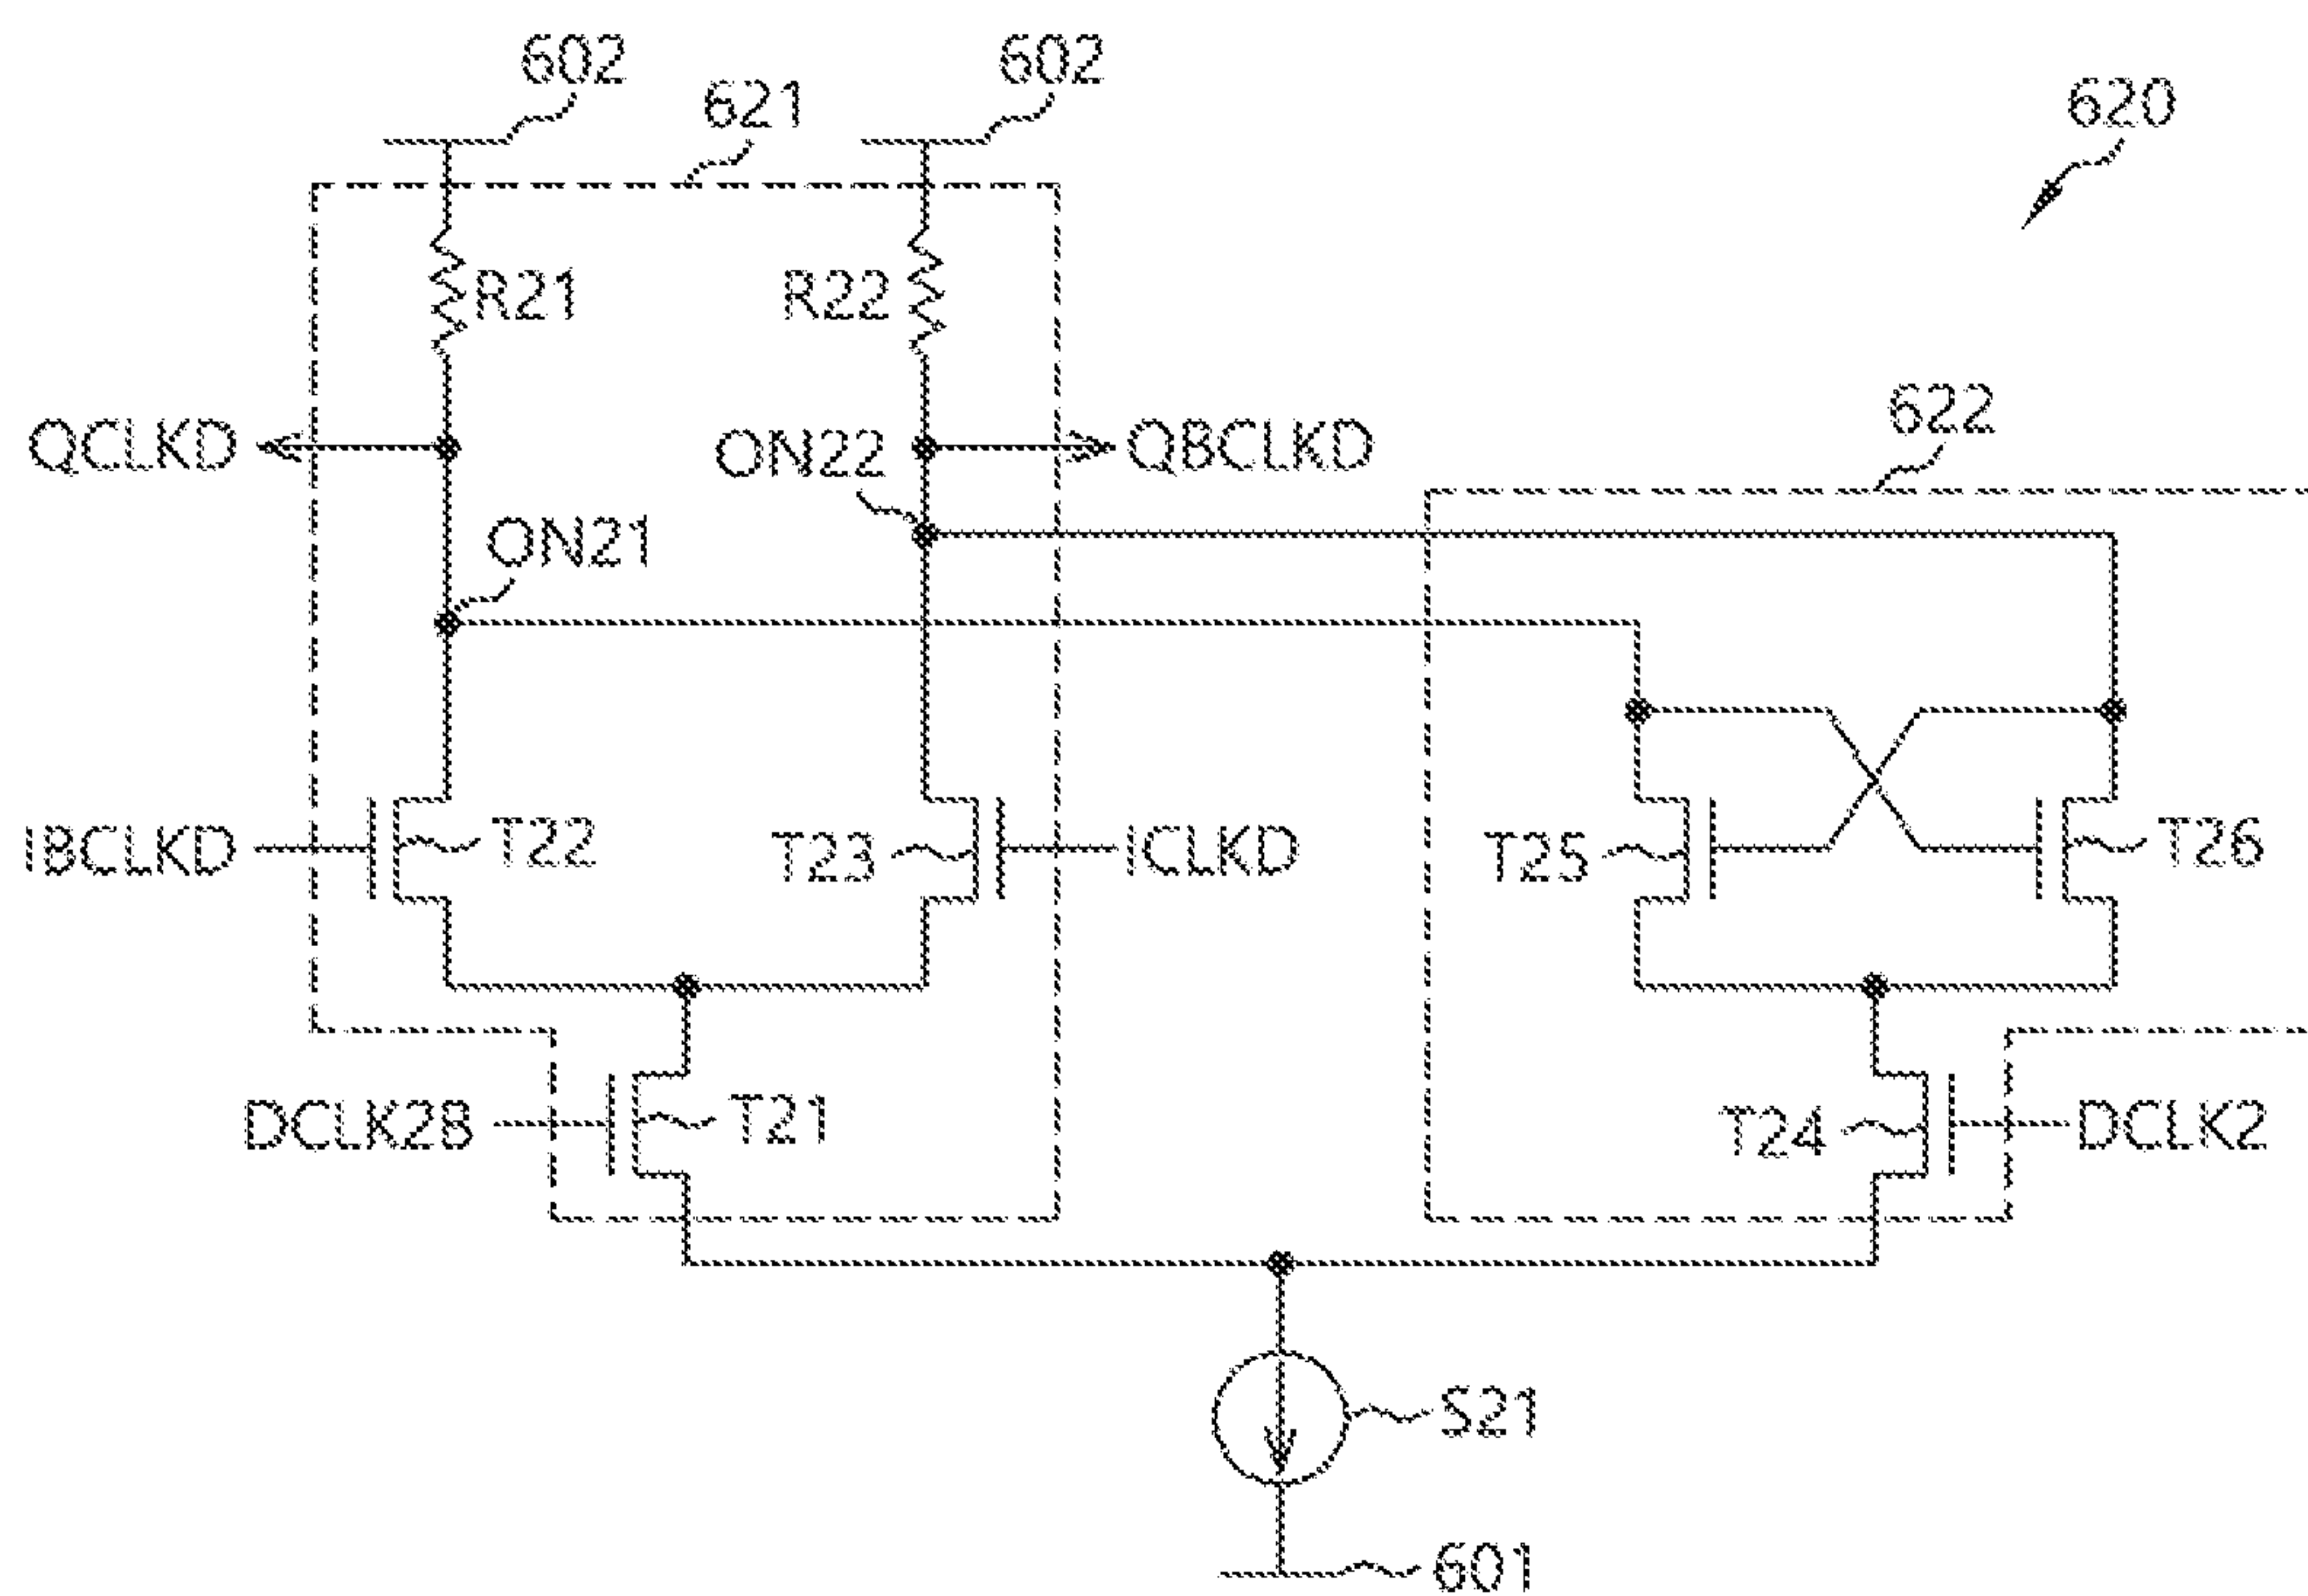 602
602
621
620
R21
R22
622
QCLKD
ON22
QBCLKD
ON21
IBCLKD
T22
T23
ICLKD
T25
T26
DCLK2B
T21
T24
DCLK2
S21
601